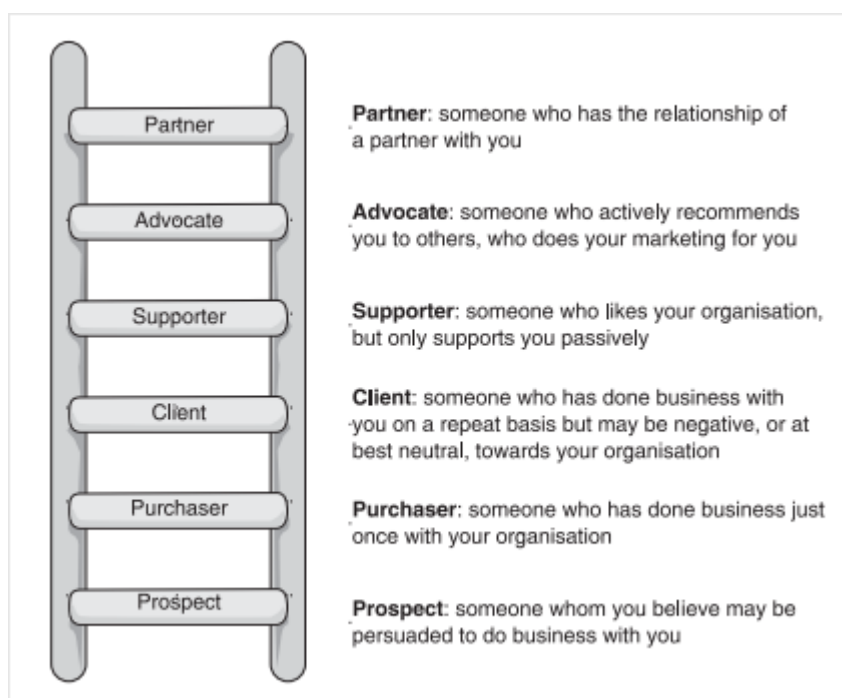 Partner
Partner: someone who has the relationship of
a partner with you
Advocate
Advocate: someone who actively recommends
you to others, who does your marketing for you
Supporter
Supporter: someone who likes your organisation,
but only supports you passively
Client
Client: someone who has done business with
you on a repeat basis but may be negative, or at
best neutral, towards your organisation
Purchaser
Purchaser: someone who has done business just
once with your organisation
Prospect
Prospect: someone whom you believe may be
persuaded to do business with you